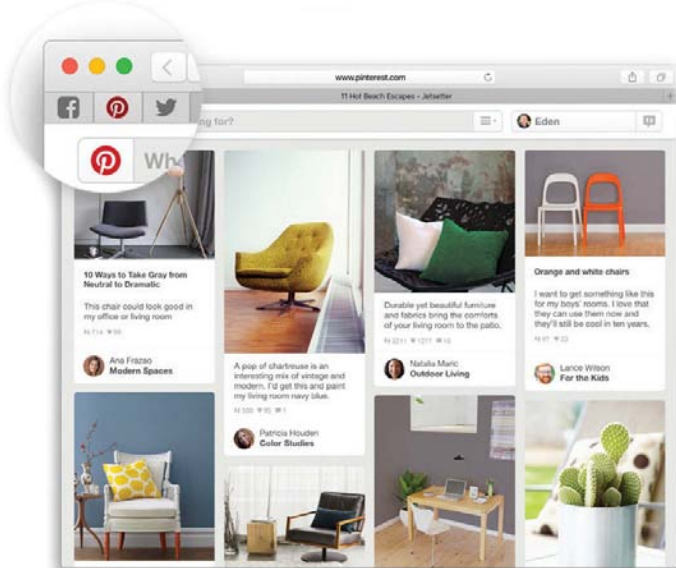 www.pinterest.com
11 Hot Beach Escapes - Jetsetter
Wh
ng for?
Eden
10 Ways to Take Gray from
Neutral to Dramatic
This chair could look good in
my office or living room
714
Ana Frazao
Modern Spaces
A pop of chartreuse is an
interesting mix of vintage and
modern. I'd get this and paint
my living room navy blue.
Patricia Houden
Color Studies
Durable yet beautiful furniture
and fabrics bring the comforts
of your living room to the patio.
Natalia Maric
Outdoor Living
Orange and white chairs
I want to get something like this
for my boys' rooms. I love that
they can use them now and
they'll still be cool in ten years.
Lance Wilson
For the Kids